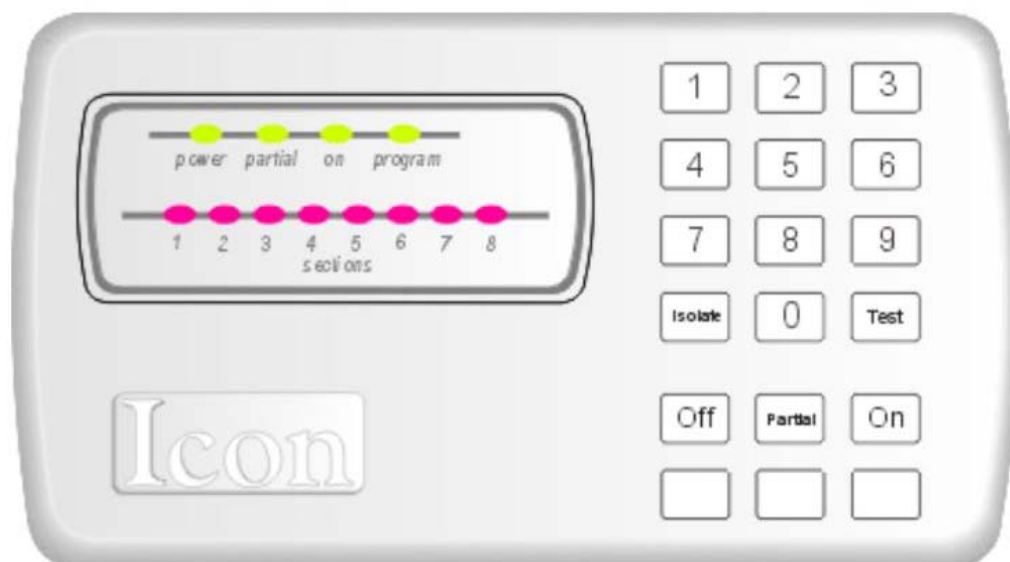 power partial on program
1 2 3 4 5 6 7 8
sections
Icon
1 2 3
4 5 6
7 8 9
Isolate 0 Test
Off Partial On